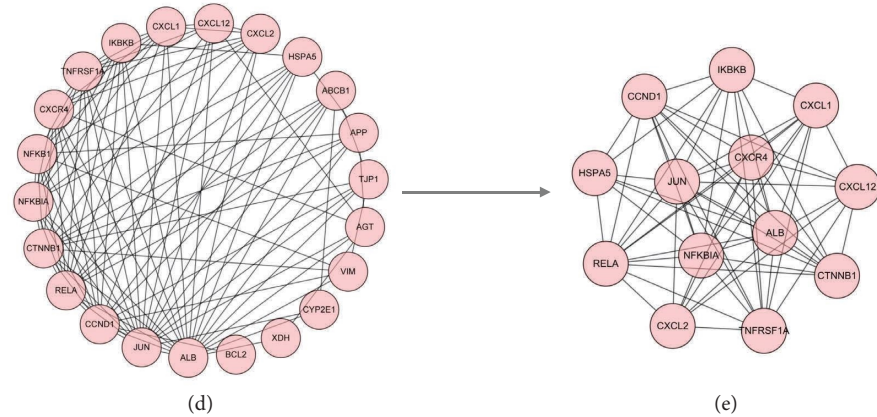 CXCL12
CXCL1
CXCL2
IKBKB
HSPA5
TNFRSF1A
ABCB1
CXCR4
APP
NFKB1
TJP1
NFKBIA
AGT
CTNNB1
VIM
RELA
CYP2E1
CCND1
XDH
JUN
BCL2
ALB
(d)
IKBKB
CCND1
CXCL1
CXCR4
HSPA5
JUN
CXCL12
ALB
NFKBIA
RELA
CTNNB1
CXCL2
TNFRSF1A
(e)